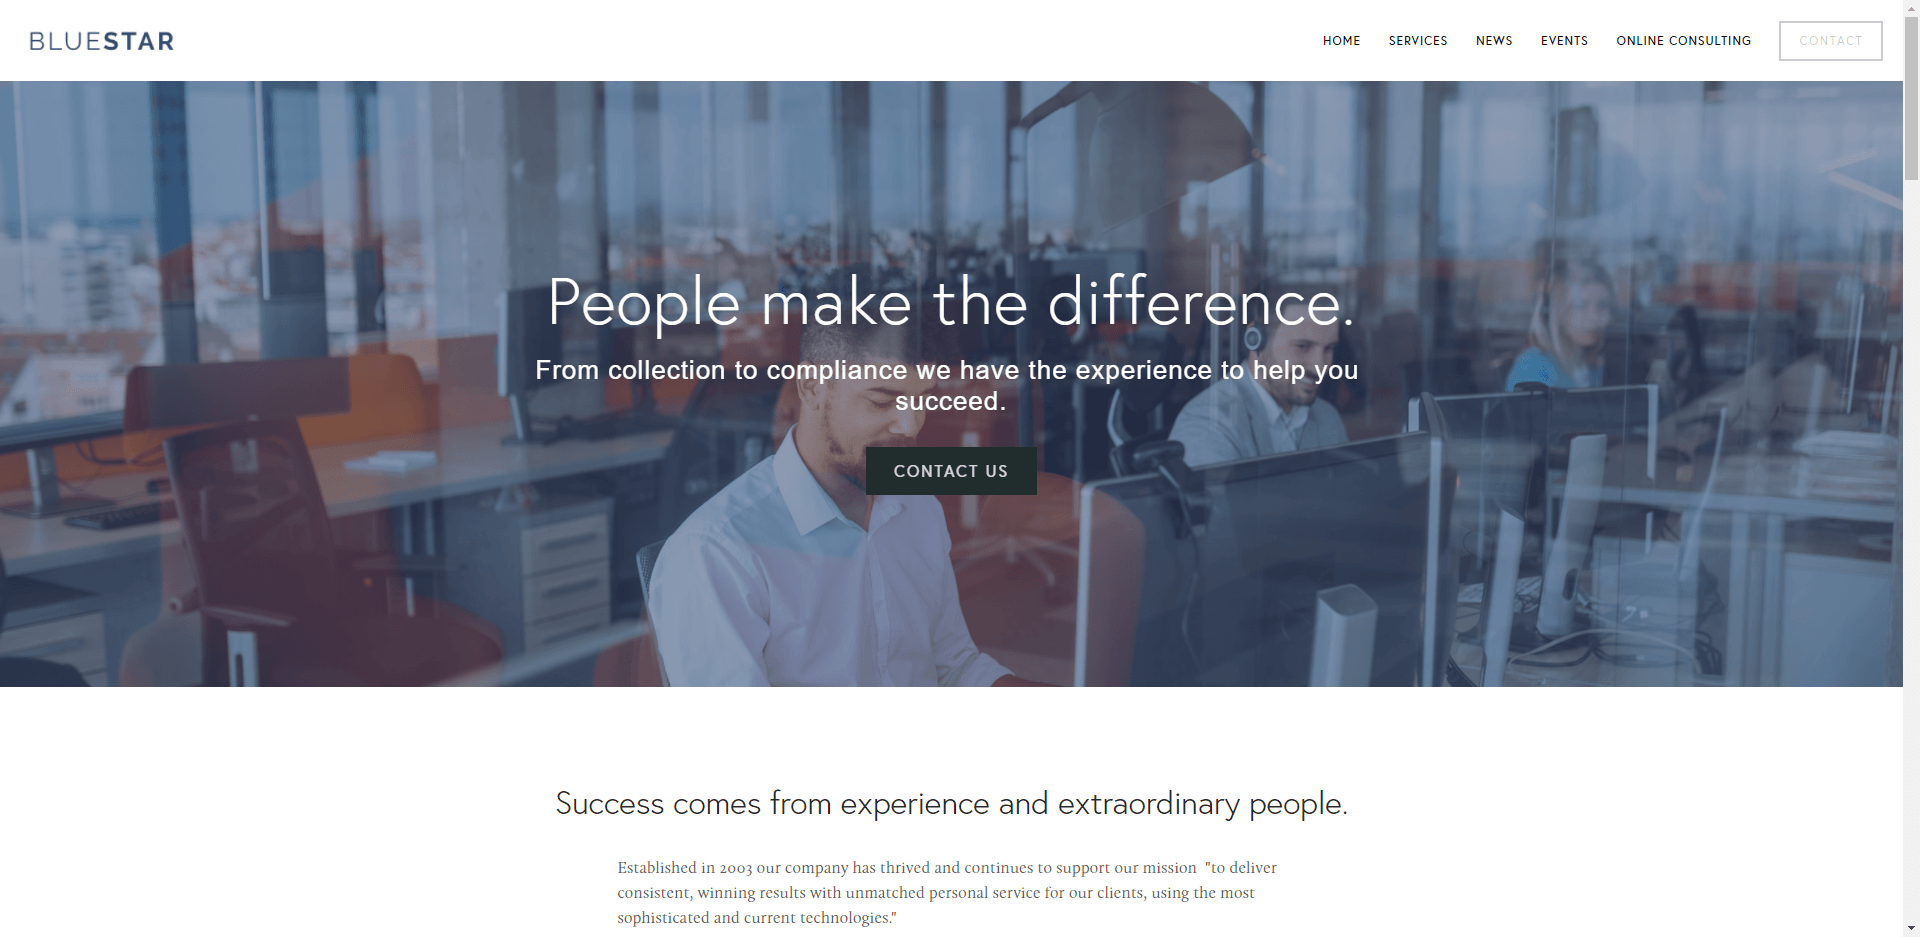 BLUESTAR
HOME SERVICES NEWS EVENTS ONLINE CONSULTING CONTACT
People make the difference.
From collection to compliance we have the experience to help you
succeed.
CONTACT US
Success comes from experience and extraordinary people.
Established in 2003 our company has thrived and continues to support our mission "to deliver
consistent, winning results with unmatched personal service for our clients, using the most
sophisticated and current technologies."